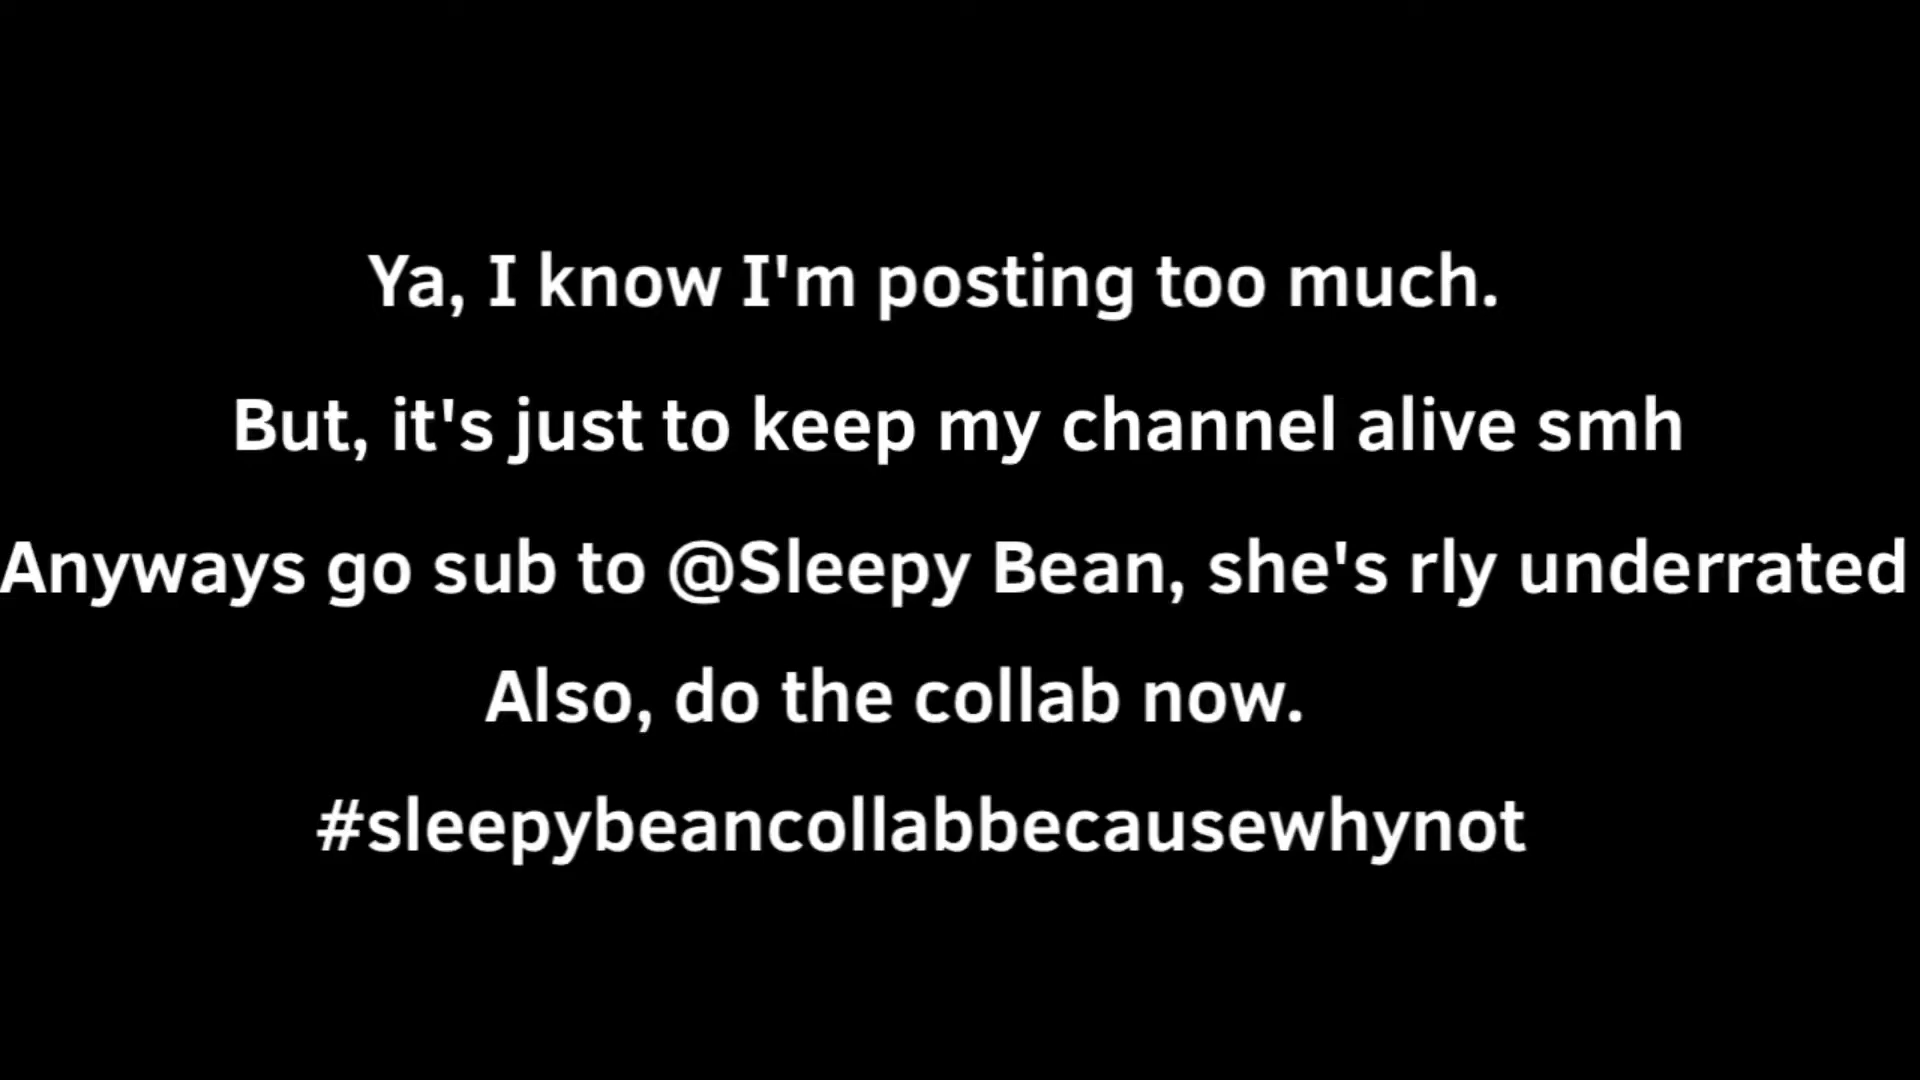 Ya, I know I'm posting too much.
But, it's just to keep my channel alive smh
Anyways go sub to @Sleepy Bean, she's rly underrated
Also, do the collab now.
#sleepybeancollabbecausewhynot